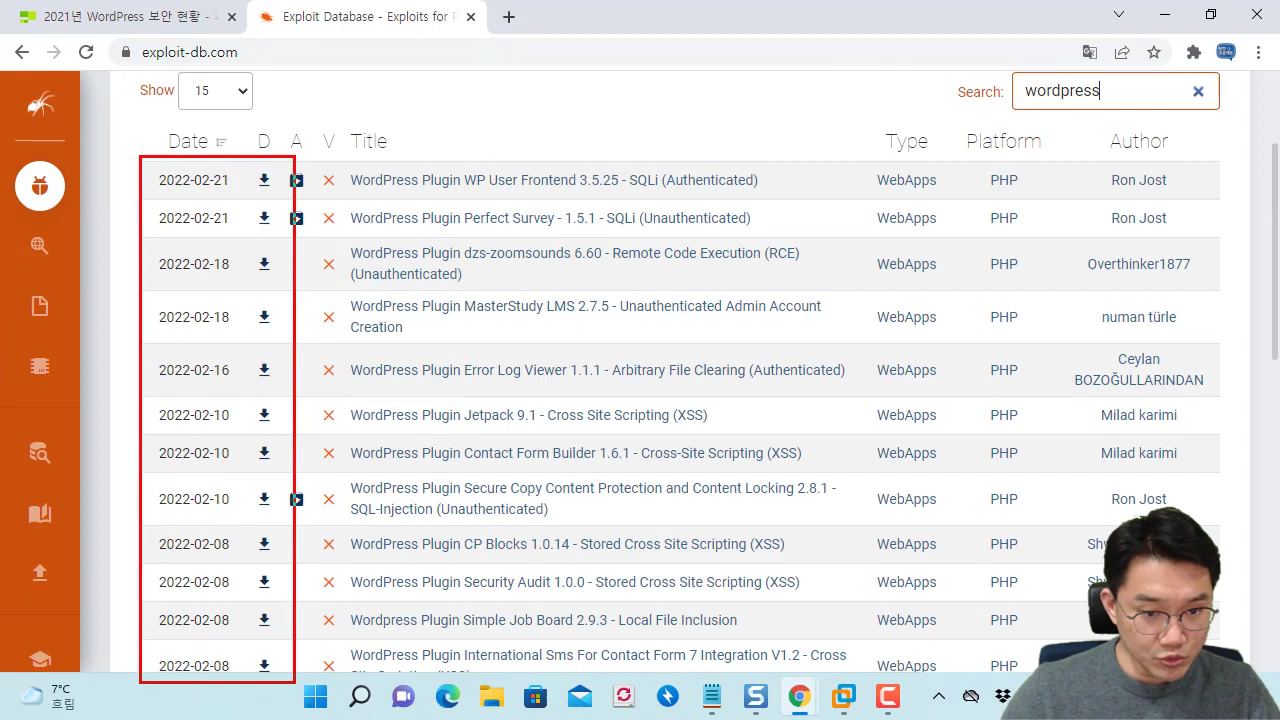 2021년 WordPress 보안 현황 -
Exploit Database - Exploits for P
exploit-db.com
Show 15
Search: wordpress
Date D A V Title Type Platform Author
2022-02-21 WordPress Plugin WP User Frontend 3.5.25 - SQLi (Authenticated) WebApps PHP Ron Jost
2022-02-21 WordPress Plugin Perfect Survey - 1.5.1 - SQLi (Unauthenticated) WebApps PHP Ron Jost
2022-02-18 WordPress Plugin dzs-zoomsounds 6.60 - Remote Code Execution (RCE)
(Unauthenticated) WebApps PHP Overthinker1877
2022-02-18 WordPress Plugin MasterStudy LMS 2.7.5 - Unauthenticated Admin Account
Creation WebApps PHP numan türle
2022-02-16 WordPress Plugin Error Log Viewer 1.1.1 - Arbitrary File Clearing (Authenticated) WebApps PHP Ceylan
BOZOĞULLARINDAN
2022-02-10 WordPress Plugin Jetpack 9.1 - Cross Site Scripting (XSS) WebApps PHP Milad karimi
2022-02-10 WordPress Plugin Contact Form Builder 1.6.1 - Cross-Site Scripting (XSS) WebApps PHP Milad karimi
2022-02-10 WordPress Plugin Secure Copy Content Protection and Content Locking 2.8.1 -
SQL-Injection (Unauthenticated) WebApps PHP Ron Jost
2022-02-08 WordPress Plugin CP Blocks 1.0.14 - Stored Cross Site Scripting (XSS) WebApps PHP
2022-02-08 WordPress Plugin Security Audit 1.0.0 - Stored Cross Site Scripting (XSS) WebApps PHP
2022-02-08 Wordpress Plugin Simple Job Board 2.9.3 - Local File Inclusion WebApps PHP
2022-02-08 WordPress Plugin International Sms For Contact Form 7 Integration V1.2 - Cross
WebApps PHP
7°C
흐림